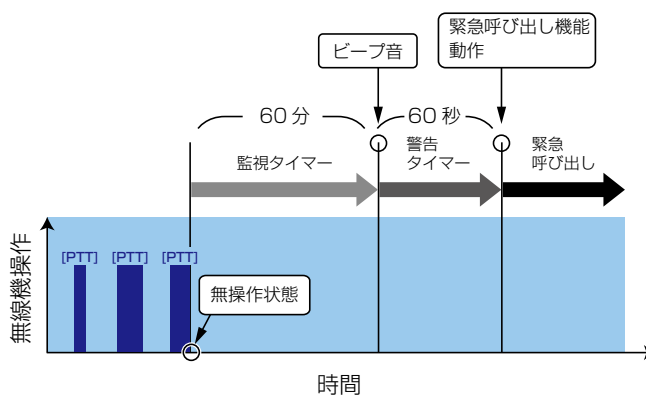 ビープ音
緊急呼び出し機能
動作
60分
60秒
監視タイマー
警告
タイマー
緊急
呼び出し
[PTT]
[PTT]
[PTT]
無操作状態
無線機操作
時間